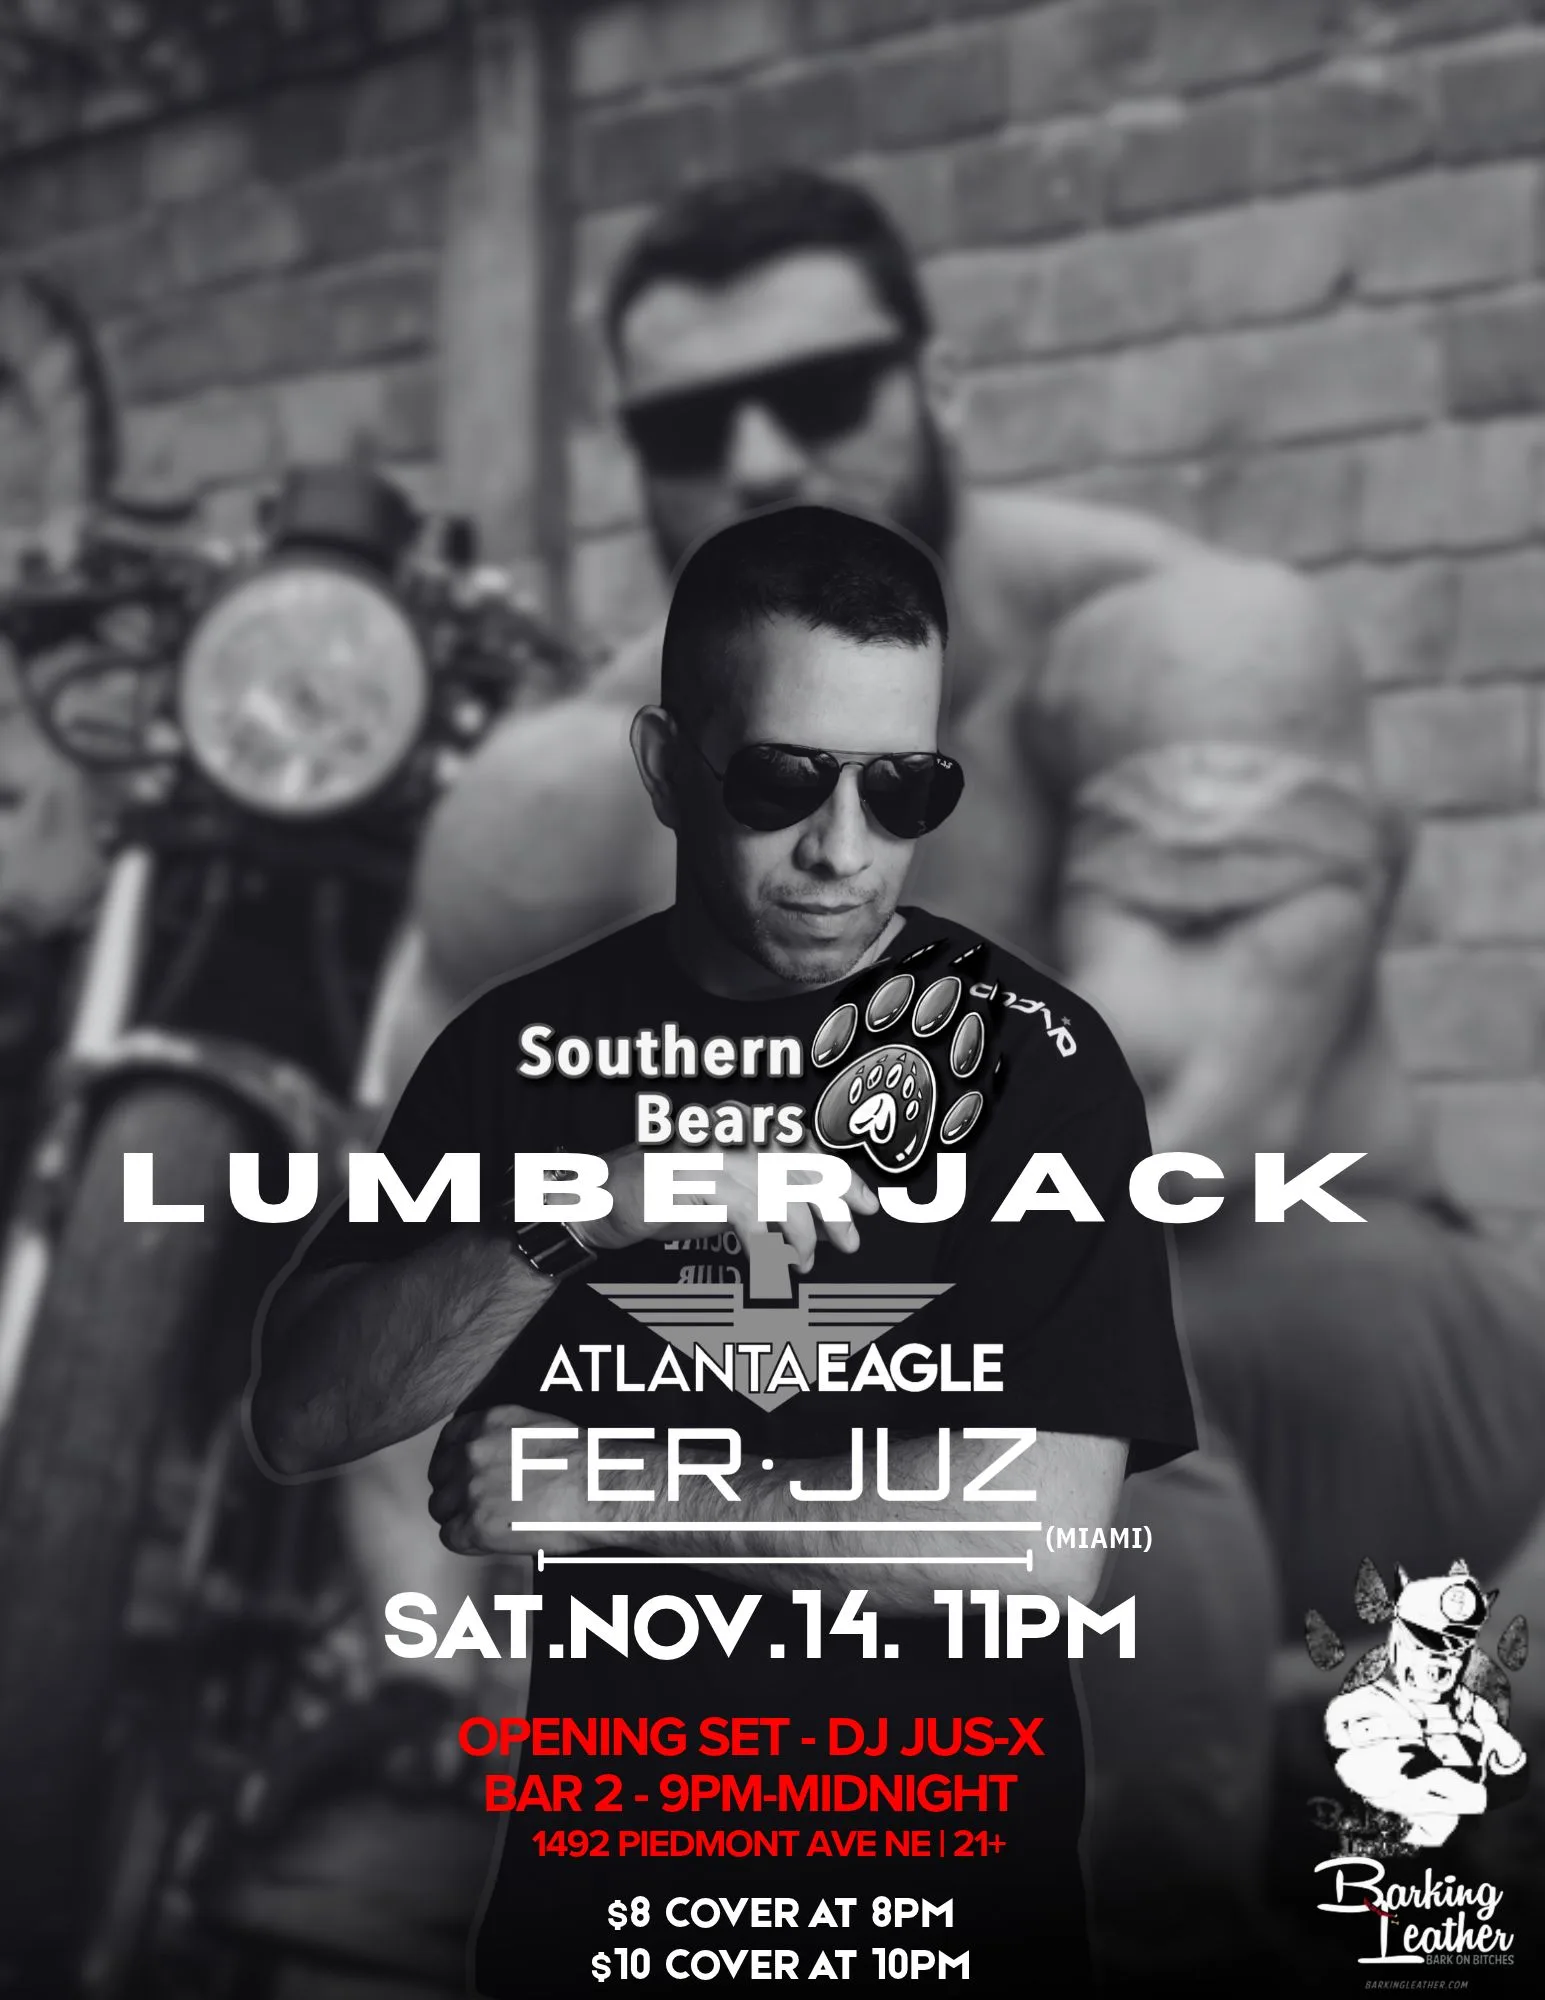 Southern
Bears
LUMBERJACK
CLUB
ATLANTAEAGLE
FER·JUZ
(MIAMI)
SAT.NOV.14. 11PM
OPENING SET - DJ JUS-X
BAR 2 - 9PM-MIDNIGHT
1492 PIEDMONT AVE NE | 21+
$8 COVER AT 8PM
$10 COVER AT 10PM
Barking
Leather
BARK ON BITCHES
BARKINGLEATHER.COM